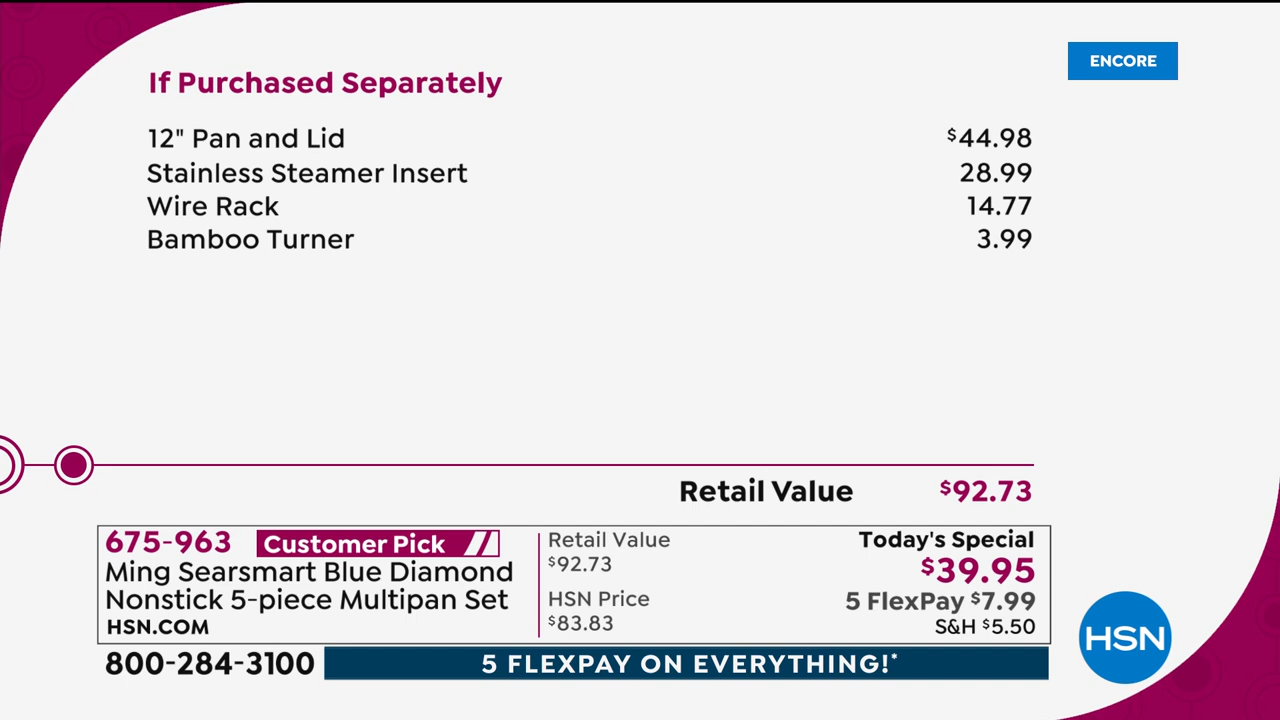 ENCORE
If Purchased Separately
12" Pan and Lid $44.98
Stainless Steamer Insert 28.99
Wire Rack 14.77
Bamboo Turner 3.99
Retail Value $92.73
675-963 Customer Pick
Ming Searsmart Blue Diamond
Nonstick 5-piece Multipan Set
HSN.COM
Retail Value
$92.73
HSN Price
$83.83
Today's Special
$39.95
5 FlexPay $7.99
S&H $5.50
HSN
800-284-3100 5 FLEXPAY ON EVERYTHING!*